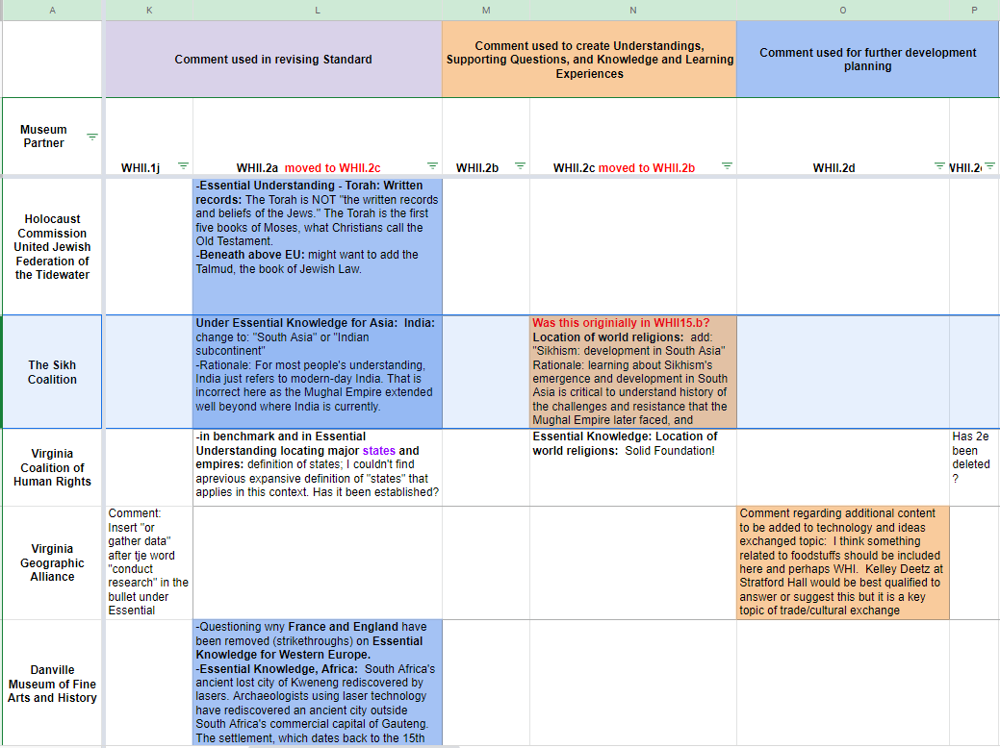 A
K
L
M
N
O
P
Comment used in revising Standard
Comment used to create Understandings,
Supporting Questions, and Knowledge and Learning
Experiences
Comment used for further development
planning
Museum
Partner
WHII.1j
WHII.2a moved to WHII.2c
WHII.2b
WHII.2c moved to WHII.2b
WHII.2d
WHII.2e
Holocaust
Commission
United Jewish
Federation of
the Tidewater
-Essential Understanding - Torah: Written
records: The Torah is NOT "the written records
and beliefs of the Jews." The Torah is the first
five books of Moses, what Christians call the
Old Testament.
-Beneath above EU: might want to add the
Talmud, the book of Jewish Law.
The Sikh
Coalition
Under Essential Knowledge for Asia: India:
change to: "South Asia" or "Indian
subcontinent"
-Rationale: For most people's understanding,
India just refers to modern-day India. That is
incorrect here as the Mughal Empire extended
well beyond where India is currently.
Was this originially in WHII15.b?
Location of world religions: add:
"Sikhism: development in South Asia"
Rationale: learning about Sikhism's
emergence and development in South
Asia is critical to understand history of
the challenges and resistance that the
Mughal Empire later faced, and
Virginia
Coalition of
Human Rights
-in benchmark and in Essential
Understanding locating major states and
empires: definition of states; I couldn't find
aprevious expansive definition of "states" that
applies in this context. Has it been established?
Essential Knowledge: Location of
world religions: Solid Foundation!
Has 2e
been
deleted
?
Virginia
Geographic
Alliance
Comment:
Insert "or
gather data"
after tje word
"conduct
research" in the
bullet under
Essential
Comment regarding additional content
to be added to technology and ideas
exchanged topic: I think something
related to foodstuffs should be included
here and perhaps WHI. Kelley Deetz at
Stratford Hall would be best qualified to
answer or suggest this but it is a key
topic of trade/cultural exchange
Danville
Museum of Fine
Arts and History
-Questioning wny France and England have
been removed (strikethroughs) on Essential
Knowledge for Western Europe.
-Essential Knowledge, Africa: South Africa's
ancient lost city of Kweneng rediscovered by
lasers. Archaeologists using laser technology
have rediscovered an ancient city outside
South Africa's commercial capital of Gauteng.
The settlement, which dates back to the 15th